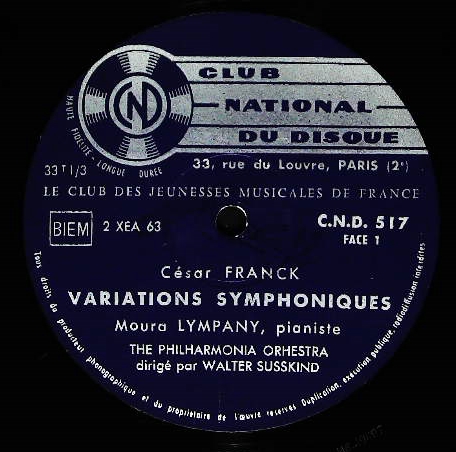 CLUB
NATIONAL
DU DISQUE
CND
HAUTE FIDÉLITÉ - LONGUE DURÉE
33 T 1/3
33, rue du Louvre, PARIS (2e)
LE CLUB DES JEUNESSES MUSICALES DE FRANCE
BIEM
2 XEA 63
C.N.D. 517
FACE 1
César FRANCK
VARIATIONS SYMPHONIQUES
Moura LYMPANY, pianiste
THE PHILHARMONIA ORHESTRA
dirigé par WALTER SUSSKIND
Tous droits du producteur phonographique et du propriétaire de l'œuvre réservés Duplication, exécution publique, radiodiffusion interdites